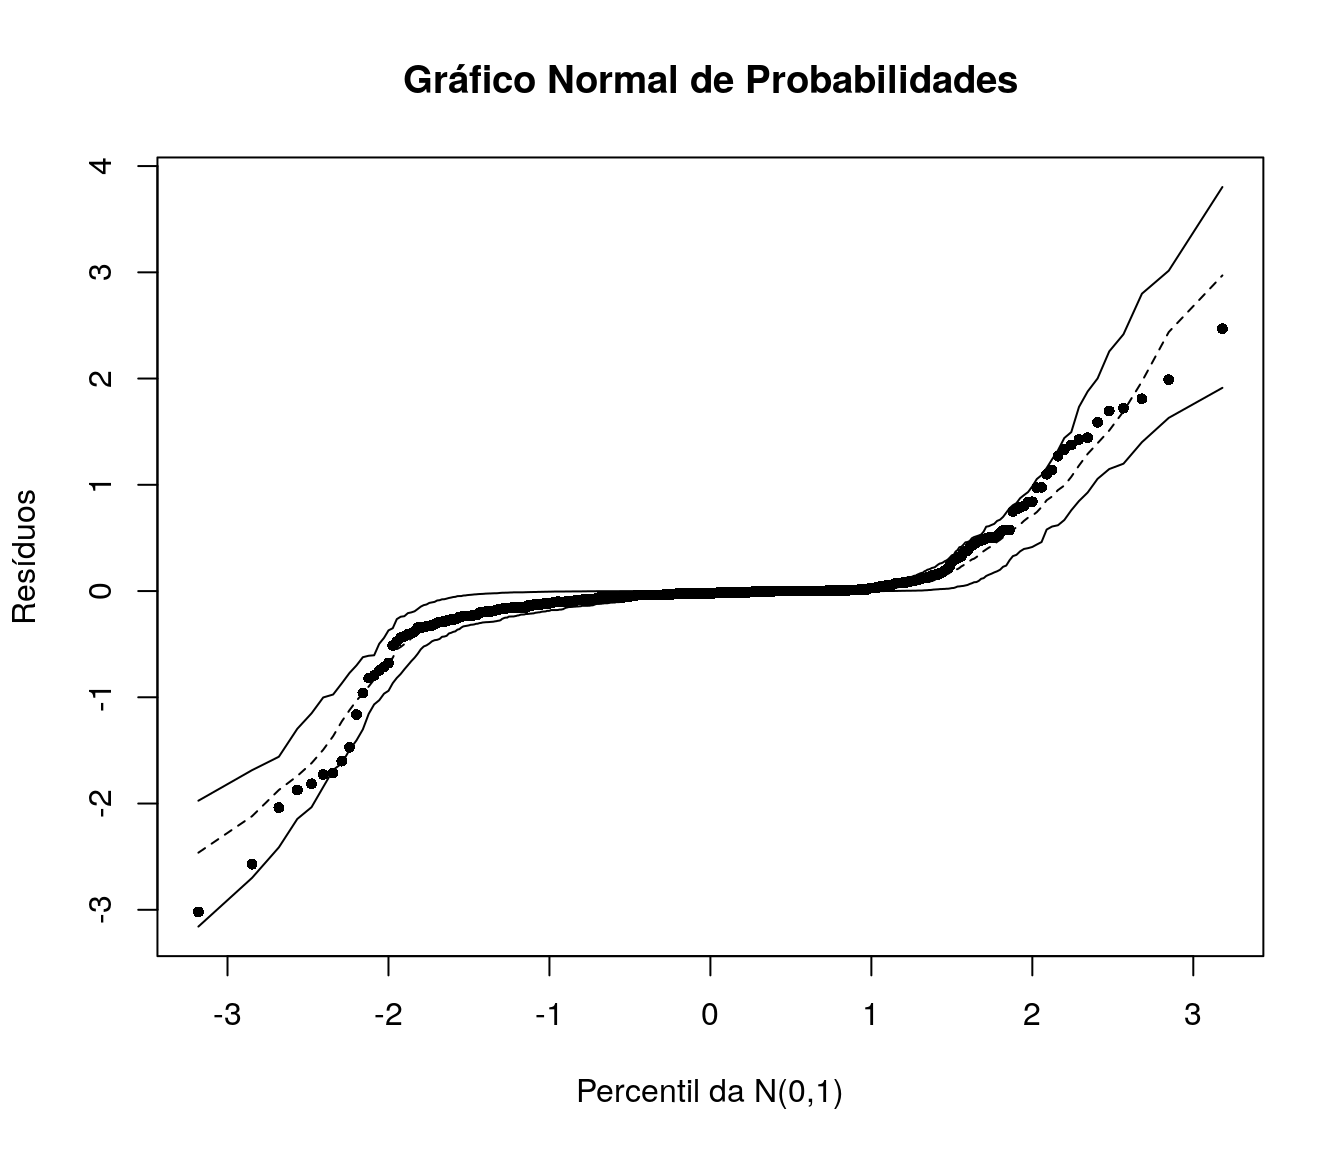 Gráfico Normal de Probabilidades
4
3
2
1
0
-1
-2
-3
Resíduos
-3 -2 -1 0 1 2 3
Percentil da N(0,1)